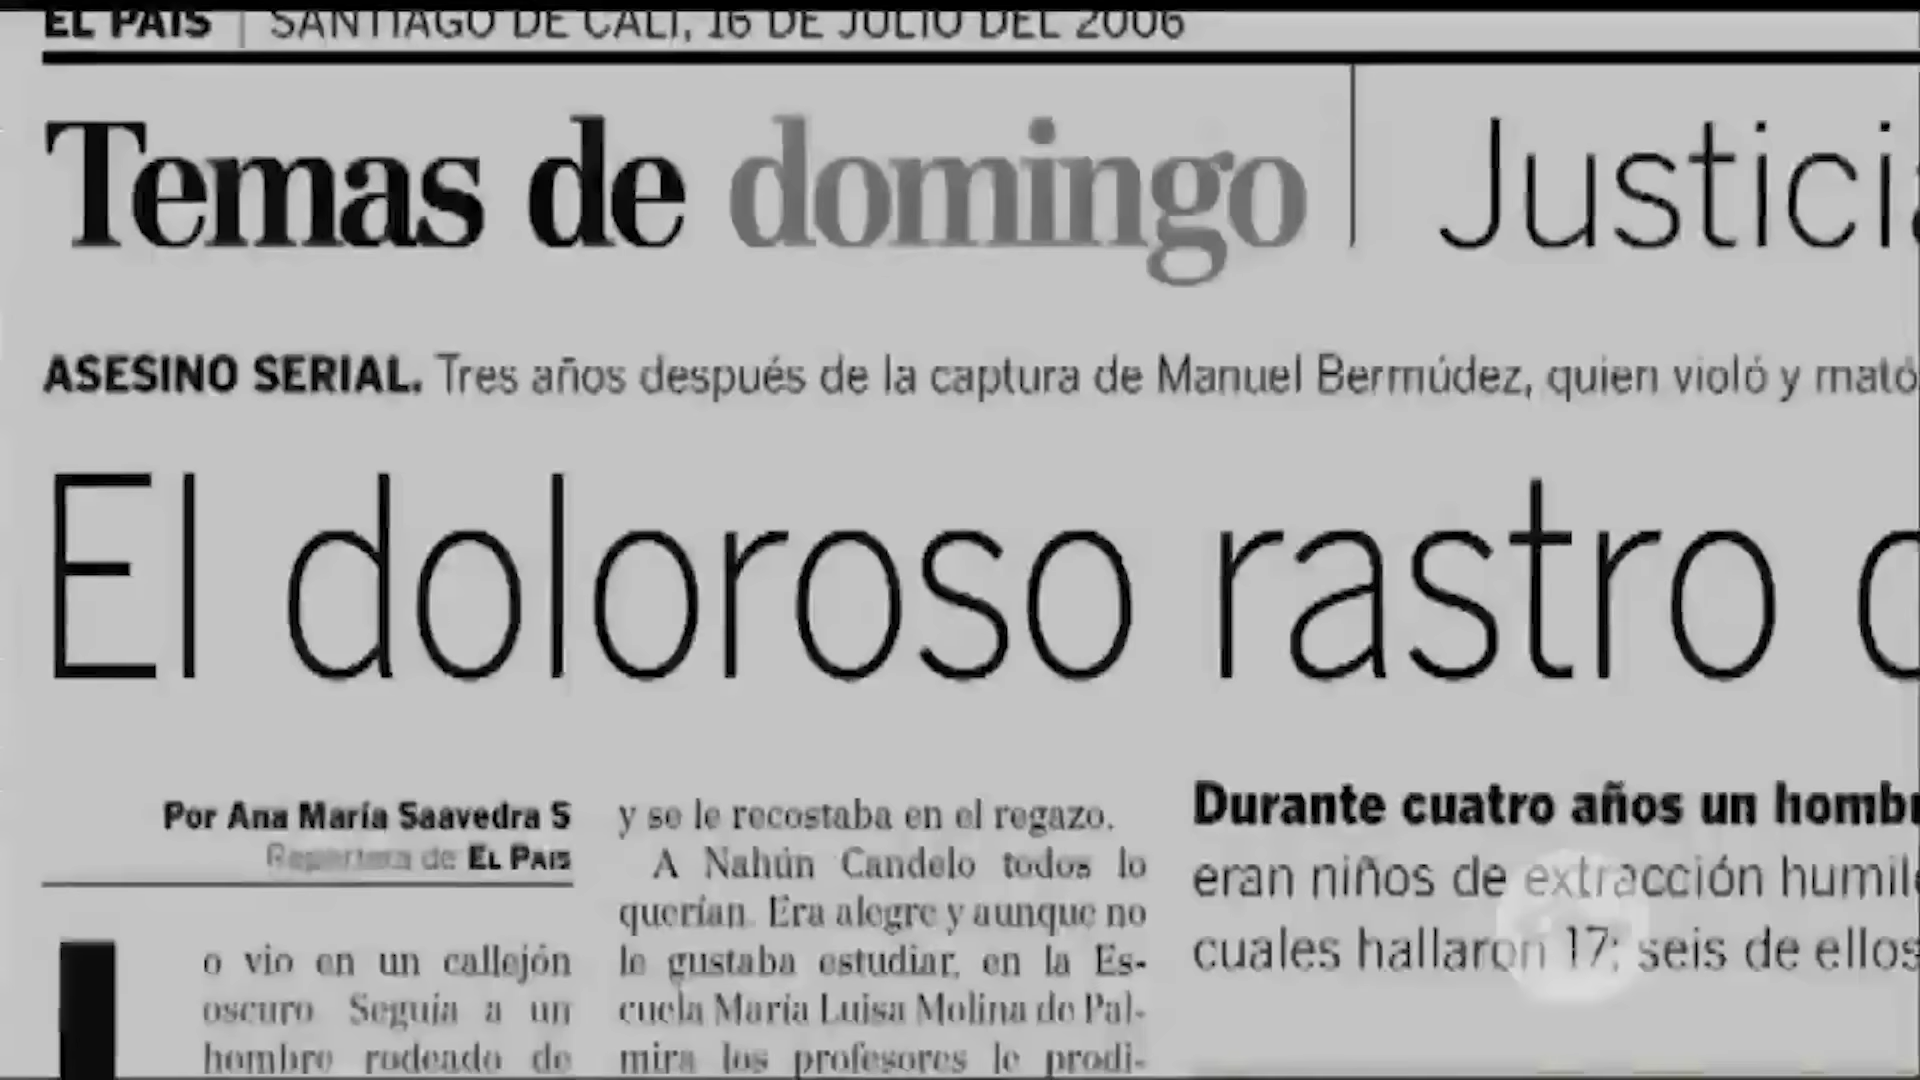 EL PAIS | SANTIAGO DE CALI, 16 DE JULIO DEL 2006
Temas de domingo | Justicia
ASESINO SERIAL. Tres años después de la captura de Manuel Bermúdez, quien violó y mató
El doloroso rastro
Por Ana María Saavedra S
Reportera de EL PAIS
o vio en un callejón
oscuro. Seguía a un
hombre rodeado de
y se le recostaba en el regazo.
A Nahún Candelo todos lo
querían. Era alegre y aunque no
le gustaba estudiar, en la Es-
cuela María Luisa Molina de Pal-
mira los profesores le prodi-
Durante cuatro años un
eran niños de extracción
cuales hallaron 17; seis de ellos